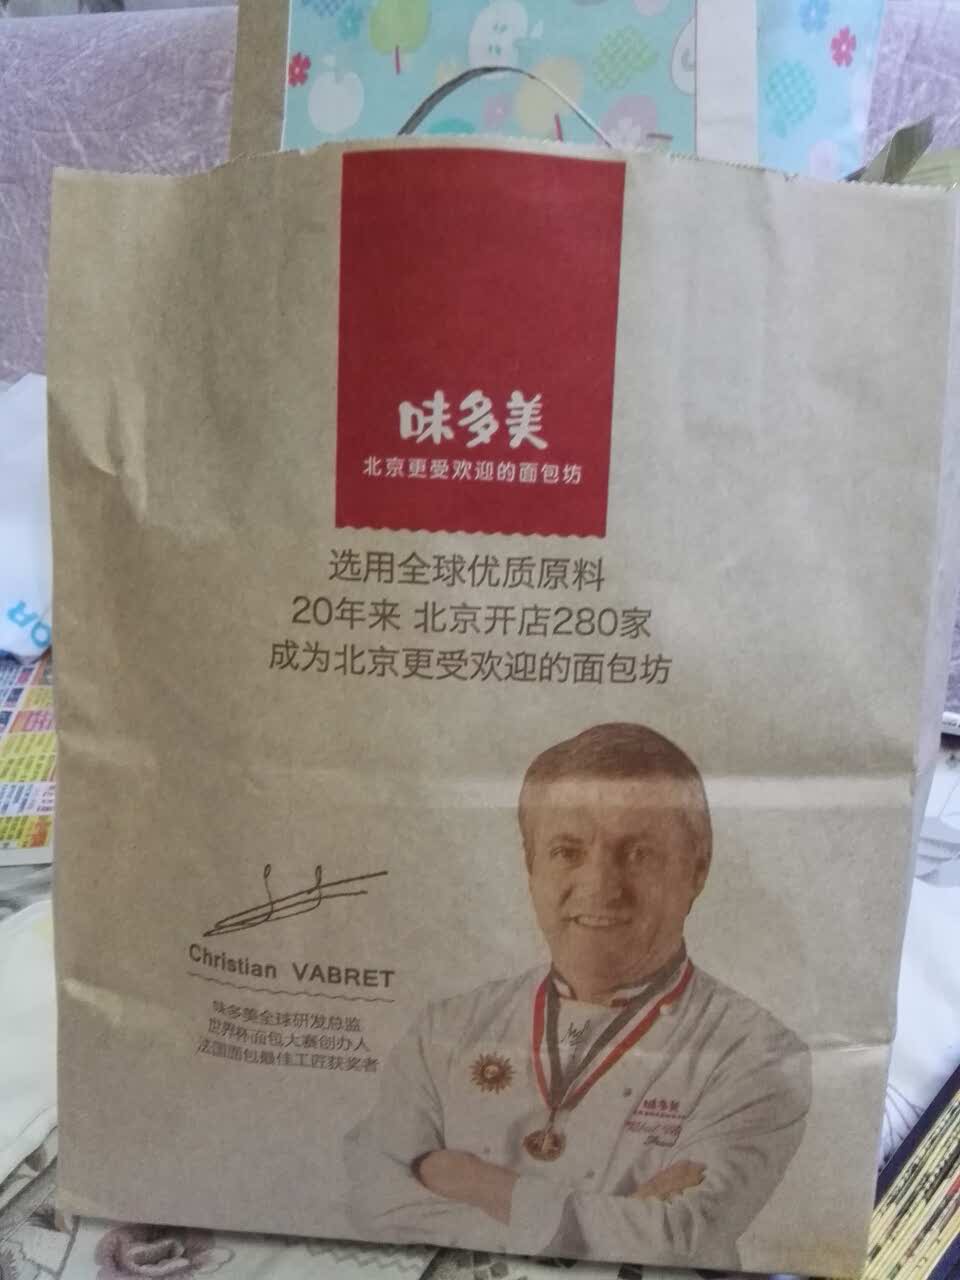 味多美
北京更受欢迎的面包坊
选用全球优质原料
20年来 北京开店280家
成为北京更受欢迎的面包坊
Christian VABRET
味多美全球研发总监
世界杯面包大赛创办人
法国面包最佳工匠获奖者
味多美